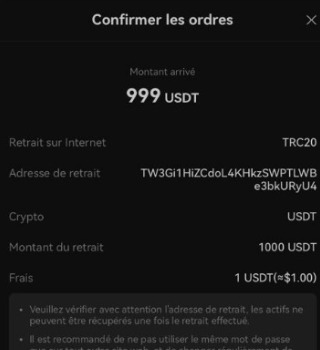 Confirmer les ordres
Montant arrivé
999 USDT
Retrait sur Internet TRC20
Adresse de retrait TW3Gi1HiZCdoL4KHkzSWPTLWB
e3bkURyU4
Crypto USDT
Montant du retrait 1000 USDT
Frais 1 USDT(≈$1.00)
• Veuillez vérifier avec attention l'adresse de retrait, les actifs ne
peuvent être récupérés une fois le retrait effectué.
• Il est recommandé de ne pas utiliser le même mot de passe